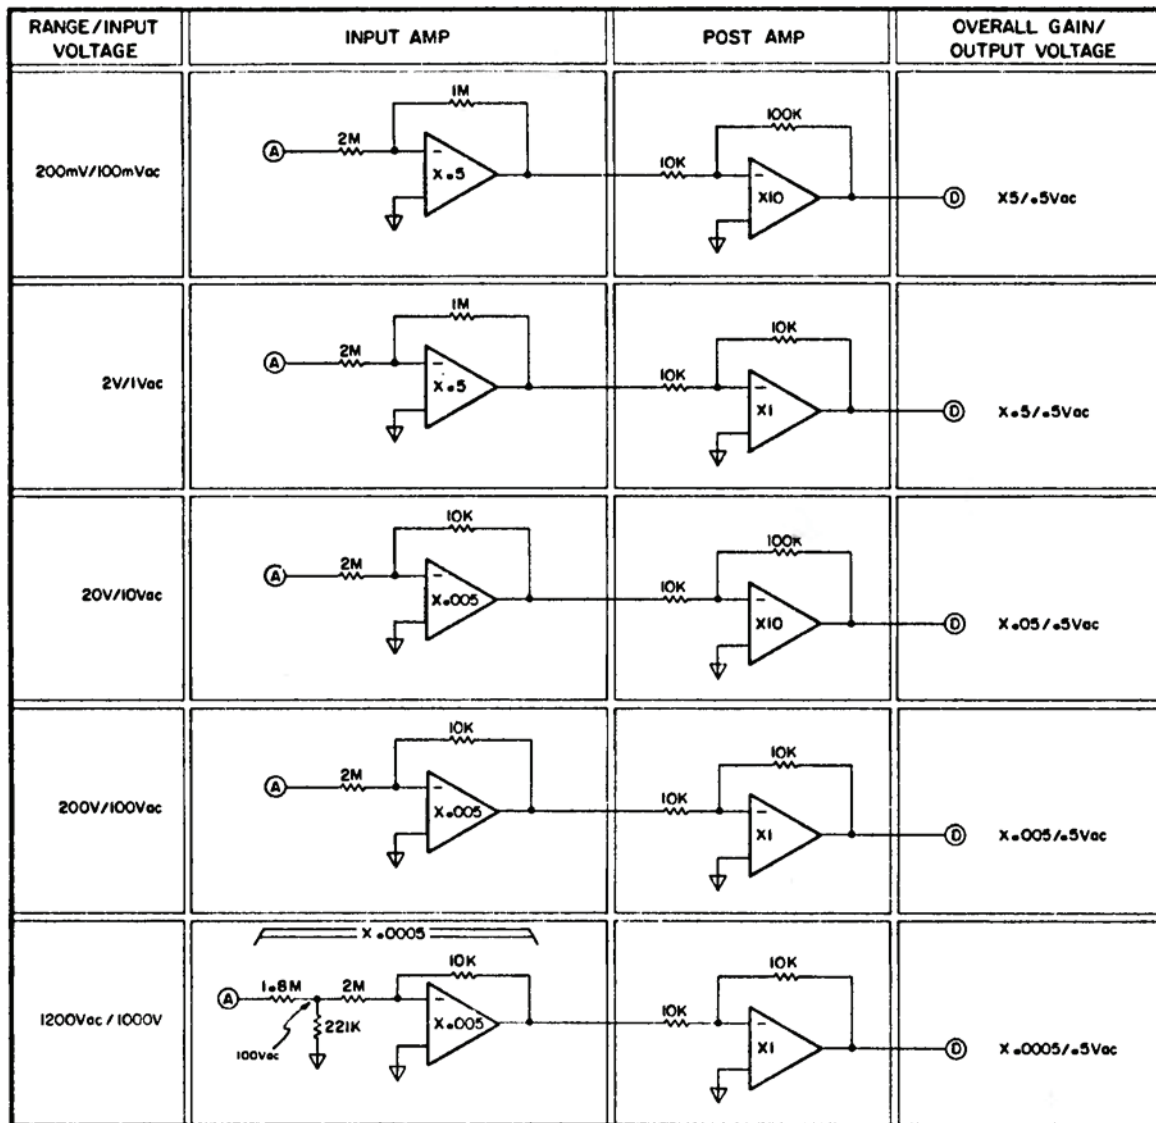 RANGE/INPUT
VOLTAGE
INPUT AMP
POST AMP
OVERALL GAIN/
OUTPUT VOLTAGE
200mV/100mVac
A
2M
1M
-
X.5
10K
100K
-
X10
D
X5/.5Vac
2V/1Vac
A
2M
1M
-
X.5
10K
10K
-
X1
D
X.5/.5Vac
20V/10Vac
A
2M
10K
-
X.005
10K
100K
-
X10
D
X.05/.5Vac
200V/100Vac
A
2M
10K
-
X.005
10K
10K
-
X1
D
X.005/.5Vac
1200Vac/1000V
X.0005
A
1.8M
2M
10K
221K
100Vac
-
X.005
10K
10K
-
X1
D
X.0005/.5Vac